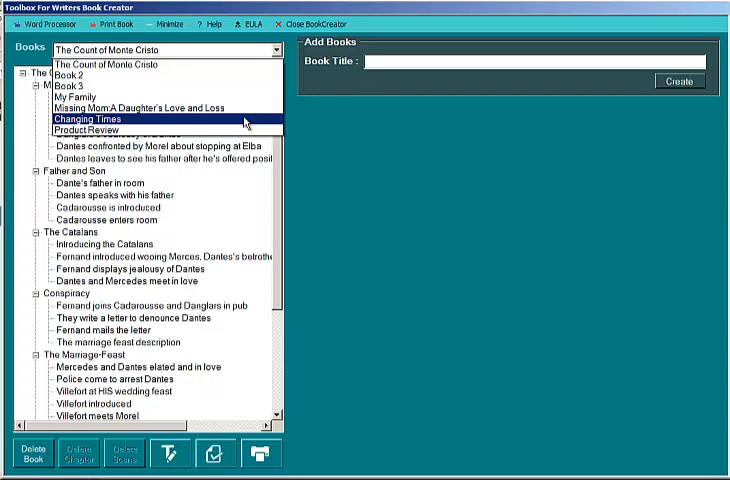 Toolbox For Writers Book Creator
Word Processor Print Book Minimize ? Help EULA Close BookCreator
Books The Count of Monte Cristo
The Count of Monte Cristo
Book 2
Book 3
My Family
Missing Mom:A Daughter's Love and Loss
Changing Times
Product Review
Dantes confronted by Morel about stopping at Elba
Dantes leaves to see his father after he's offered posit
Father and Son
Dante's father in room
Dantes speaks with his father
Cadarousse is introduced
Cadarousse enters room
The Catalans
Introducing the Catalans
Fernand introduced wooing Merces, Dantes's betrothe
Fernand displays jealousy of Dantes
Dantes and Mercedes meet in love
Conspiracy
Fernand joins Cadarousse and Danglars in pub
They write a letter to denounce Dantes
Fernand mails the letter
The marriage feast description
The Marriage-Feast
Mercedes and Dantes elated and in love
Police come to arrest Dantes
Villefort at HIS wedding feast
Villefort introduced
Villefort meets Morel
Delete Book
Delete Chapter
Delete Scene
Add Books
Book Title :
Create